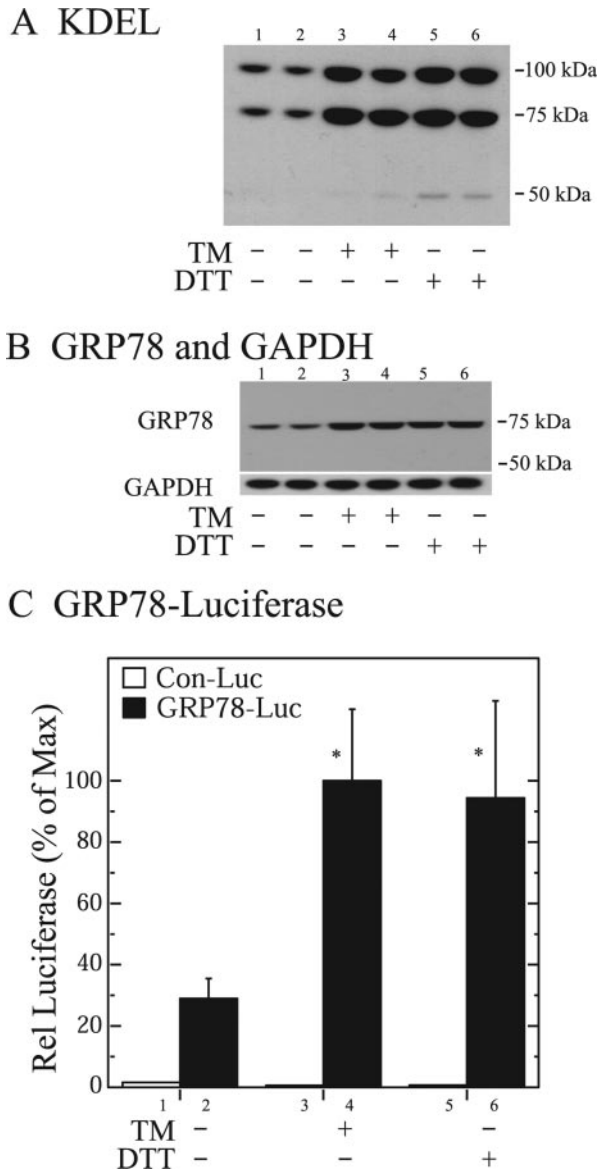 A KDEL
1 2 3 4 5 6
-100 kDa
-75 kDa
-50 kDa
TM – – + + – –
DTT – – – – + +
B GRP78 and GAPDH
1 2 3 4 5 6
GRP78
-75 kDa
-50 kDa
GAPDH
TM – – + + – –
DTT – – – – + +
C GRP78-Luciferase
Con-Luc
GRP78-Luc
Rel Luciferase (% of Max)
* *
100
80
60
40
20
0
1 2 3 4 5 6
TM – + –
DTT – – +